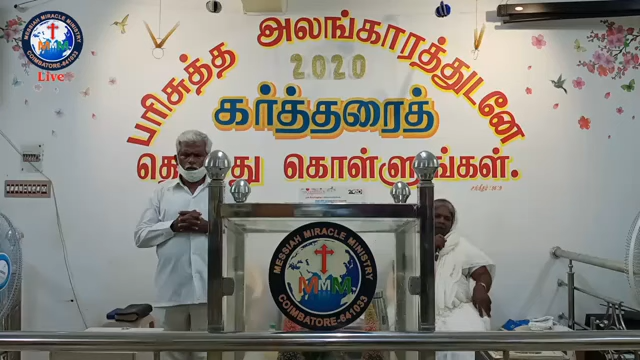 MESSIAH MIRACLE MINISTRY
MMM
COIMBATORE-641033
Live
பரிசுத்த அலங்காரத்துடனே
2020
கர்த்தரைத்
கொள்ளுங்கள்.
MESSIAH MIRACLE MINISTRY
MMM
COIMBATORE-641033